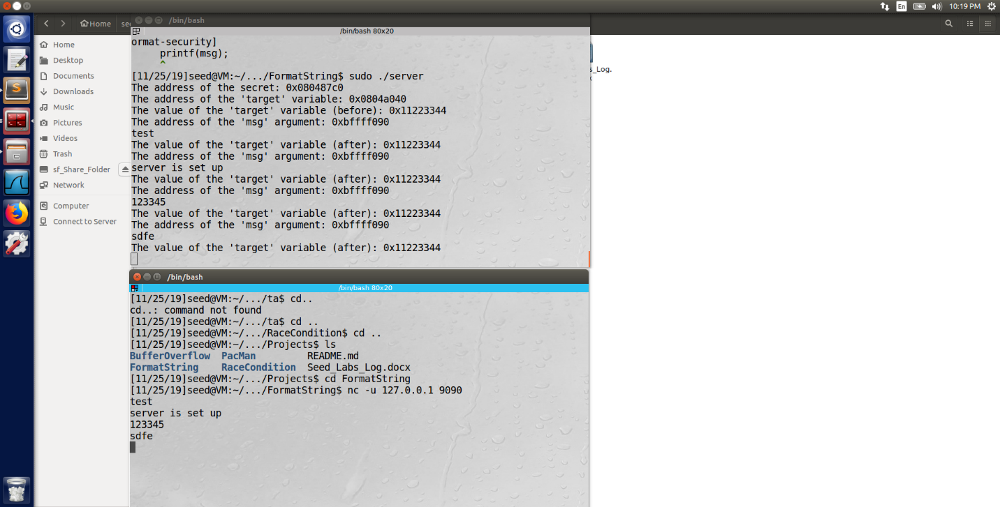 En
10:19 PM
Home
se
/bin/bash
/bin/bash 80x20
Home
Desktop
Documents
Downloads
Music
Pictures
Videos
Trash
sf_Share_Folder
Network
Computer
Connect to Server
s_Log.
x
ormat-security]
printf(msg);
^
[11/25/19]seed@VM:~/.../FormatString$ sudo ./server
The address of the secret: 0x080487c0
The address of the 'target' variable: 0x0804a040
The value of the 'target' variable (before): 0x11223344
The address of the 'msg' argument: 0xbffff090
test
The value of the 'target' variable (after): 0x11223344
The address of the 'msg' argument: 0xbffff090
server is set up
The value of the 'target' variable (after): 0x11223344
The address of the 'msg' argument: 0xbffff090
123345
The value of the 'target' variable (after): 0x11223344
The address of the 'msg' argument: 0xbffff090
sdfe
The value of the 'target' variable (after): 0x11223344
/bin/bash
/bin/bash 80x20
[11/25/19]seed@VM:~/.../ta$ cd..
cd..: command not found
[11/25/19]seed@VM:~/.../ta$ cd ..
[11/25/19]seed@VM:~/.../RaceCondition$ cd ..
[11/25/19]seed@VM:~/.../Projects$ ls
BufferOverflow PacMan README.md
FormatString RaceCondition Seed_Labs_Log.docx
[11/25/19]seed@VM:~/.../Projects$ cd FormatString
[11/25/19]seed@VM:~/.../FormatString$ nc -u 127.0.0.1 9090
test
server is set up
123345
sdfe